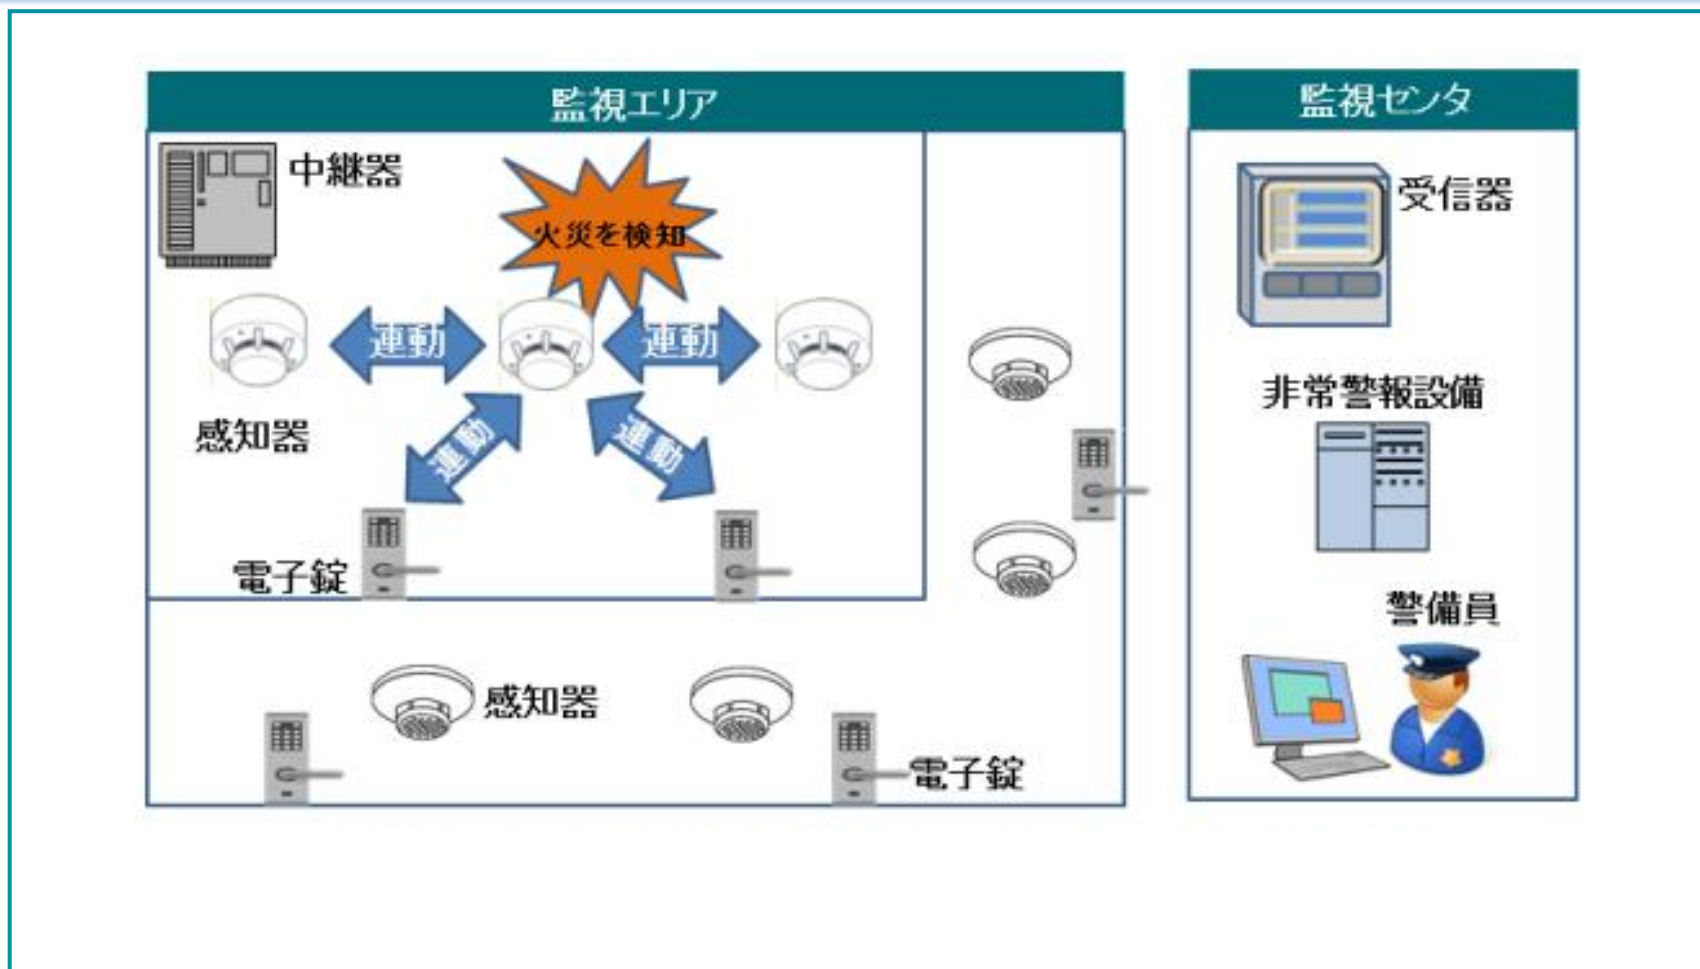 監視エリア
監視センタ
中継器
火災を検知
受信器
連動
連動
非常警報設備
感知器
連動
連動
電子錠
警備員
感知器
電子錠